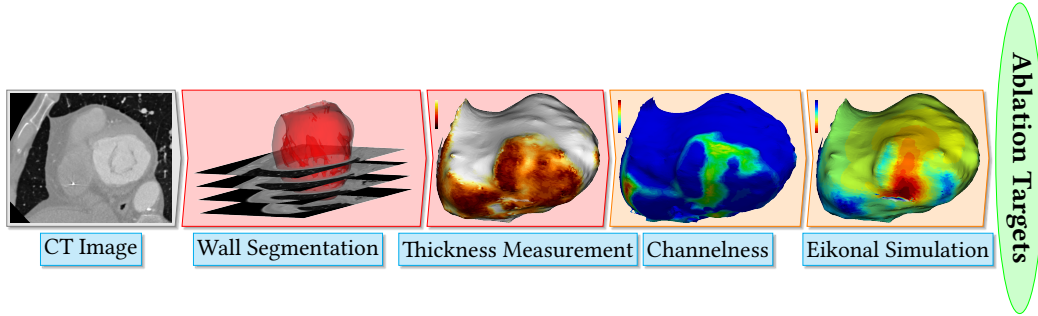 CT Image
Wall Segmentation
Thickness Measurement
Channelness
Eikonal Simulation
Ablation Targets